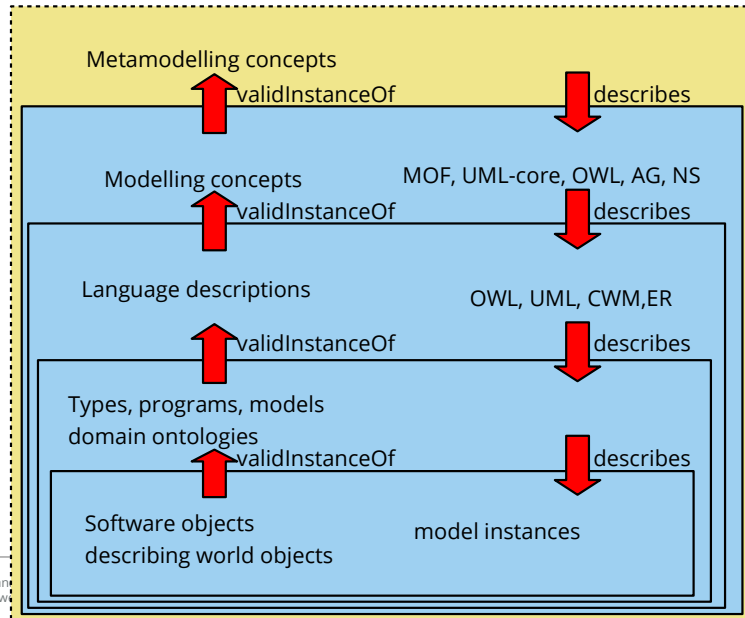 Metamodelling concepts
validInstanceOf describes
Modelling concepts MOF, UML-core, OWL, AG, NS
validInstanceOf describes
Language descriptions OWL, UML, CWM,ER
validInstanceOf describes
Types, programs, models
domain ontologies
validInstanceOf describes
Software objects model instances
describing world objects